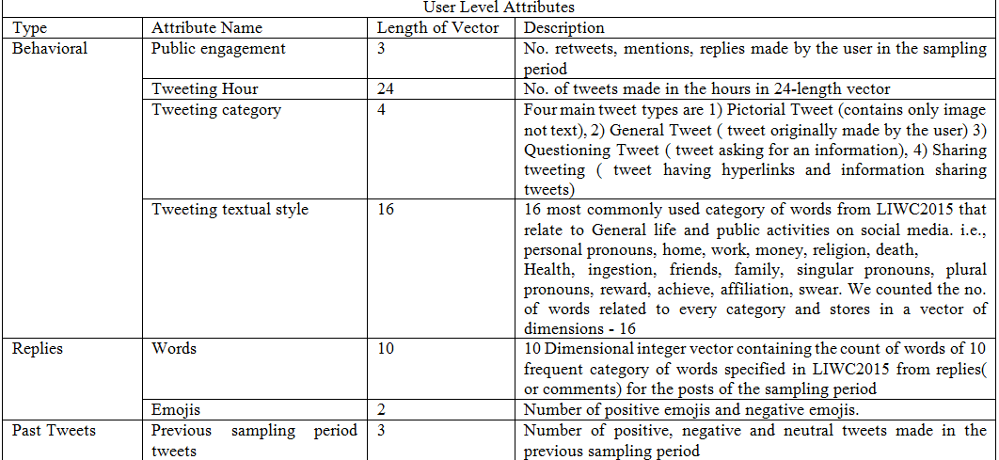 User Level Attributes
Type Attribute Name Length of Vector Description
Behavioral Public engagement 3 No. retweets, mentions, replies made by the user in the sampling
period
Tweeting Hour 24 No. of tweets made in the hours in 24-length vector
Tweeting category 4 Four main tweet types are 1) Pictorial Tweet (contains only image
not text), 2) General Tweet ( tweet originally made by the user) 3)
Questioning Tweet ( tweet asking for an information), 4) Sharing
tweeting ( tweet having hyperlinks and information sharing
tweets)
Tweeting textual style 16 16 most commonly used category of words from LIWC2015 that
relate to General life and public activities on social media. i.e.,
personal pronouns, home, work, money, religion, death,
Health, ingestion, friends, family, singular pronouns, plural
pronouns, reward, achieve, affiliation, swear. We counted the no.
of words related to every category and stores in a vector of
dimensions - 16
Replies Words 10 10 Dimensional integer vector containing the count of words of 10
frequent category of words specified in LIWC2015 from replies(
or comments) for the posts of the sampling period
Emojis 2 Number of positive emojis and negative emojis.
Past Tweets Previous sampling period 3 Number of positive, negative and neutral tweets made in the
tweets previous sampling period